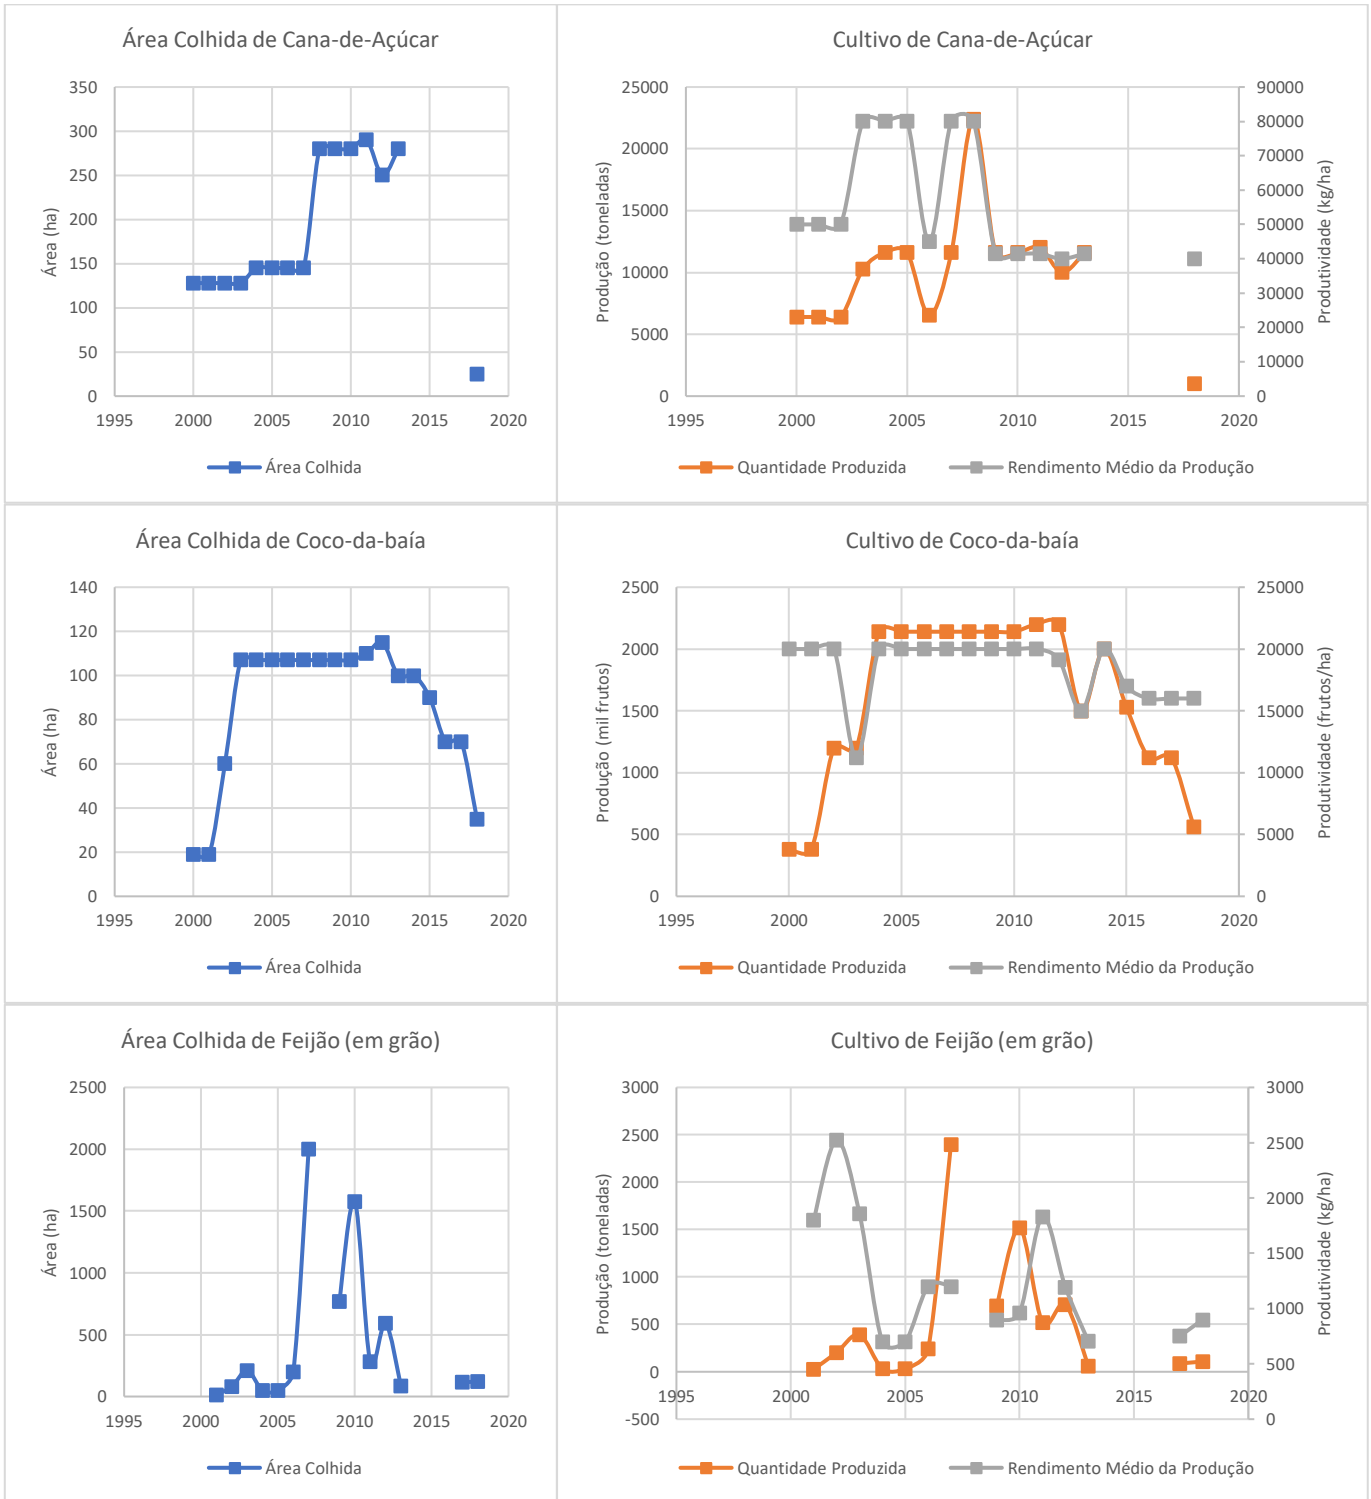 Área Colhida de Cana-de-Açúcar
350
300
250
200
150
100
50
0
Área (ha)
1995 2000 2005 2010 2015 2020
Área Colhida
Cultivo de Cana-de-Açúcar
25000
20000
15000
10000
5000
0
Produção (toneladas)
90000
80000
70000
60000
50000
40000
30000
20000
10000
0
Produtividade (kg/ha)
1995 2000 2005 2010 2015 2020
Quantidade Produzida Rendimento Médio da Produção
Área Colhida de Coco-da-baía
140
120
100
80
60
40
20
0
Área (ha)
1995 2000 2005 2010 2015 2020
Área Colhida
Cultivo de Coco-da-baía
2500
2000
1500
1000
500
0
Produção (mil frutos)
25000
20000
15000
10000
5000
0
Produtividade (frutos/ha)
1995 2000 2005 2010 2015 2020
Quantidade Produzida Rendimento Médio da Produção
Área Colhida de Feijão (em grão)
2500
2000
1500
1000
500
0
Área (ha)
1995 2000 2005 2010 2015 2020
Área Colhida
Cultivo de Feijão (em grão)
3000
2500
2000
1500
1000
500
0
-500
Produção (toneladas)
3000
2500
2000
1500
1000
500
0
Produtividade (kg/ha)
1995 2000 2005 2010 2015 2020
Quantidade Produzida Rendimento Médio da Produção